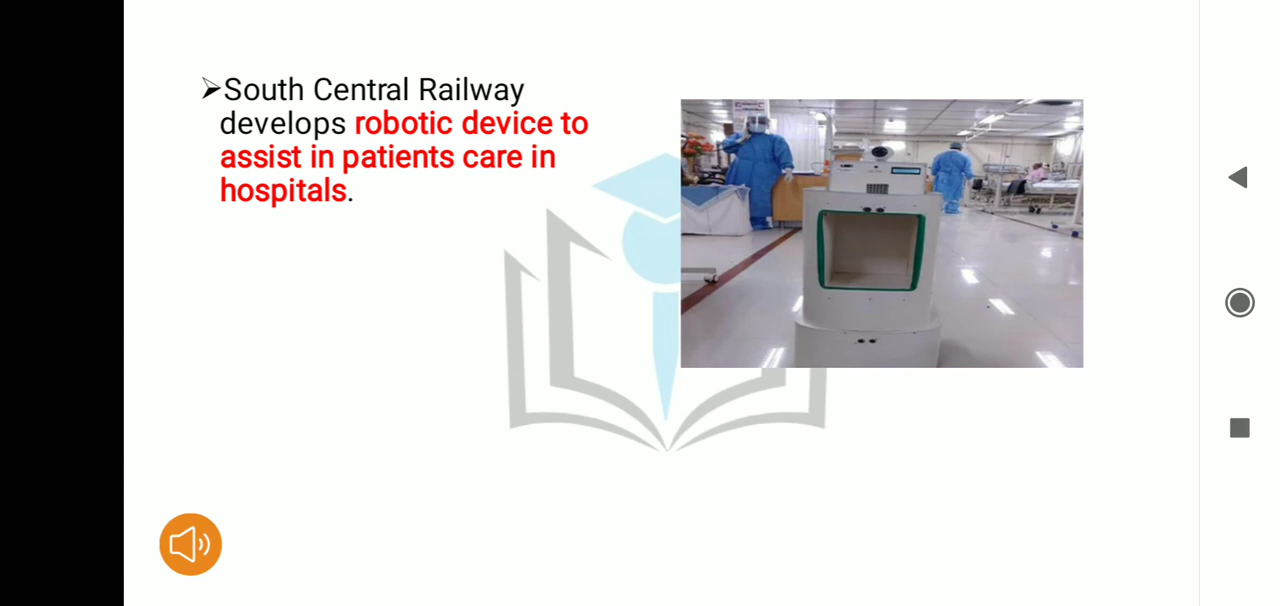 ➢South Central Railway
develops robotic device to
assist in patients care in
hospitals.